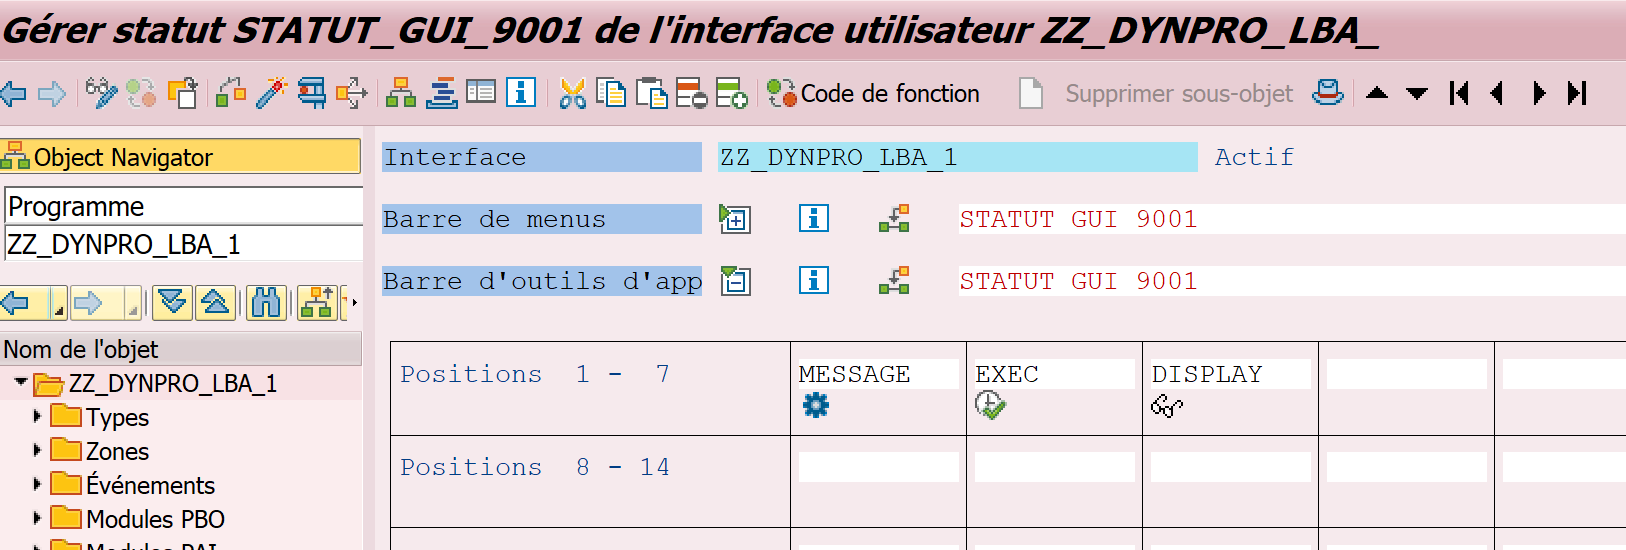 Gérer statut STATUT_GUI_9001 de l'interface utilisateur ZZ_DYNPRO_LBA_
Code de fonction Supprimer sous-objet
Object Navigator
Programme
ZZ_DYNPRO_LBA_1
Nom de l'objet
ZZ_DYNPRO_LBA_1
Types
Zones
Événements
Modules PBO
Modules PAI
Interface ZZ_DYNPRO_LBA_1 Actif
Barre de menus STATUT GUI 9001
Barre d'outils d'app STATUT GUI 9001
Positions 1 - 7 MESSAGE EXEC DISPLAY
Positions 8 - 14